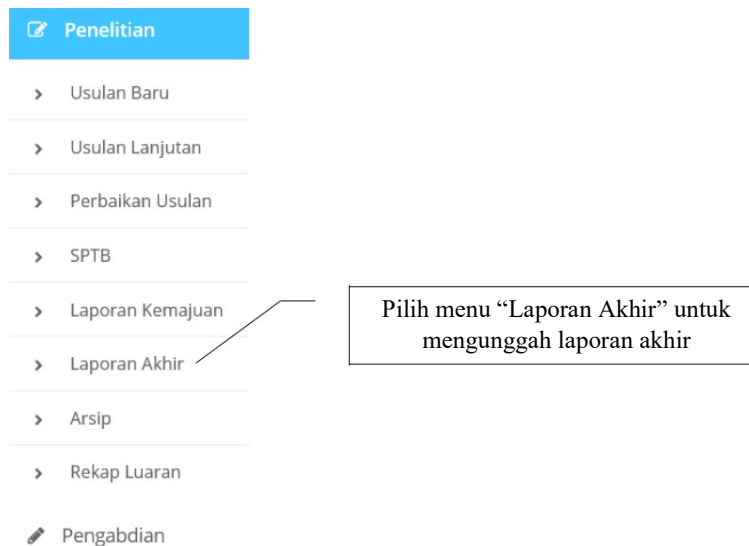 Penelitian
Usulan Baru
Usulan Lanjutan
Perbaikan Usulan
SPTB
Laporan Kemajuan
Pilih menu “Laporan Akhir” untuk
mengunggah laporan akhir
Laporan Akhir
Arsip
Rekap Luaran
Pengabdian